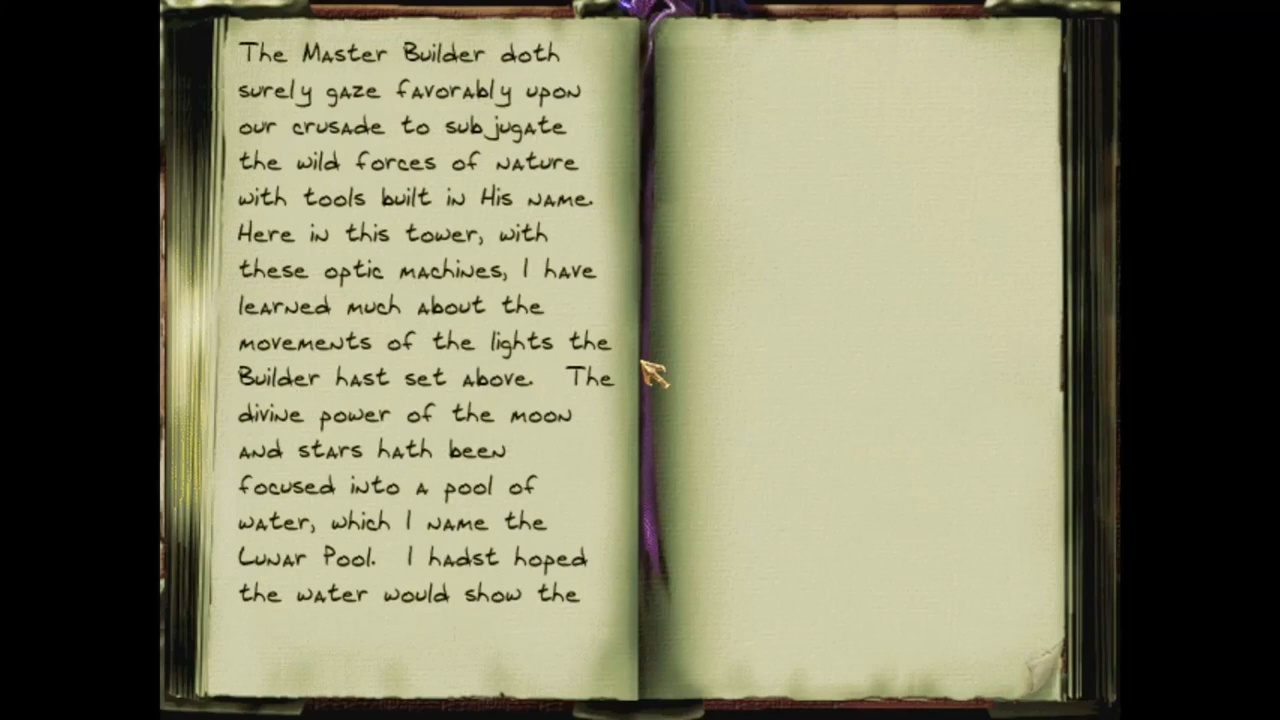 The Master Builder doth
surely gaze favorably upon
our crusade to subjugate
the wild forces of nature
with tools built in His name.
Here in this tower, with
these optic machines, I have
learned much about the
movements of the lights the
Builder hast set above.  The
divine power of the moon
and stars hath been
focused into a pool of
water, which I name the
Lunar Pool.  I hadst hoped
the water would show the